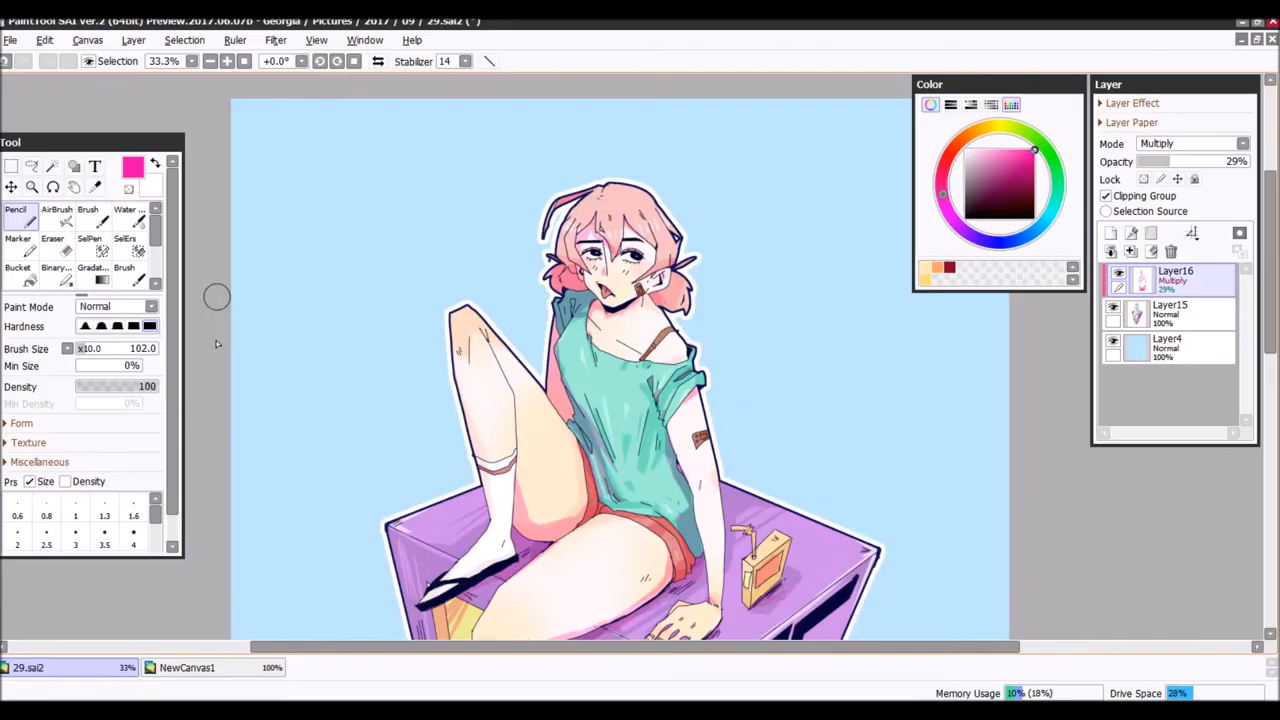 PaintTool SAI Ver.2 (64bit) Preview.2017.06.07b - Georgia / Pictures / 2017 / 09 / 29.sai2 (*)
File Edit Canvas Layer Selection Ruler Filter View Window Help
Selection 33.3% +0.0° Stabilizer 14
Tool
T
Pencil AirBrush Brush Water ...
Marker Eraser SelPen SelErs
Bucket Binary... Gradat... Brush
Paint Mode Normal
Hardness
Brush Size x10.0 102.0
Min Size 0%
Density 100
Min Density 0%
Form
Texture
Miscellaneous
Prs Size Density
0.6 0.8 1 1.3 1.6
2 2.5 3 3.5 4
Color
Layer
Layer Effect
Layer Paper
Mode Multiply
Opacity 29%
Lock
Clipping Group
Selection Source
Layer16
Multiply
29%
Layer15
Normal
100%
Layer4
Normal
100%
29.sai2 33% NewCanvas1 100%
Memory Usage 10% (18%) Drive Space 28%